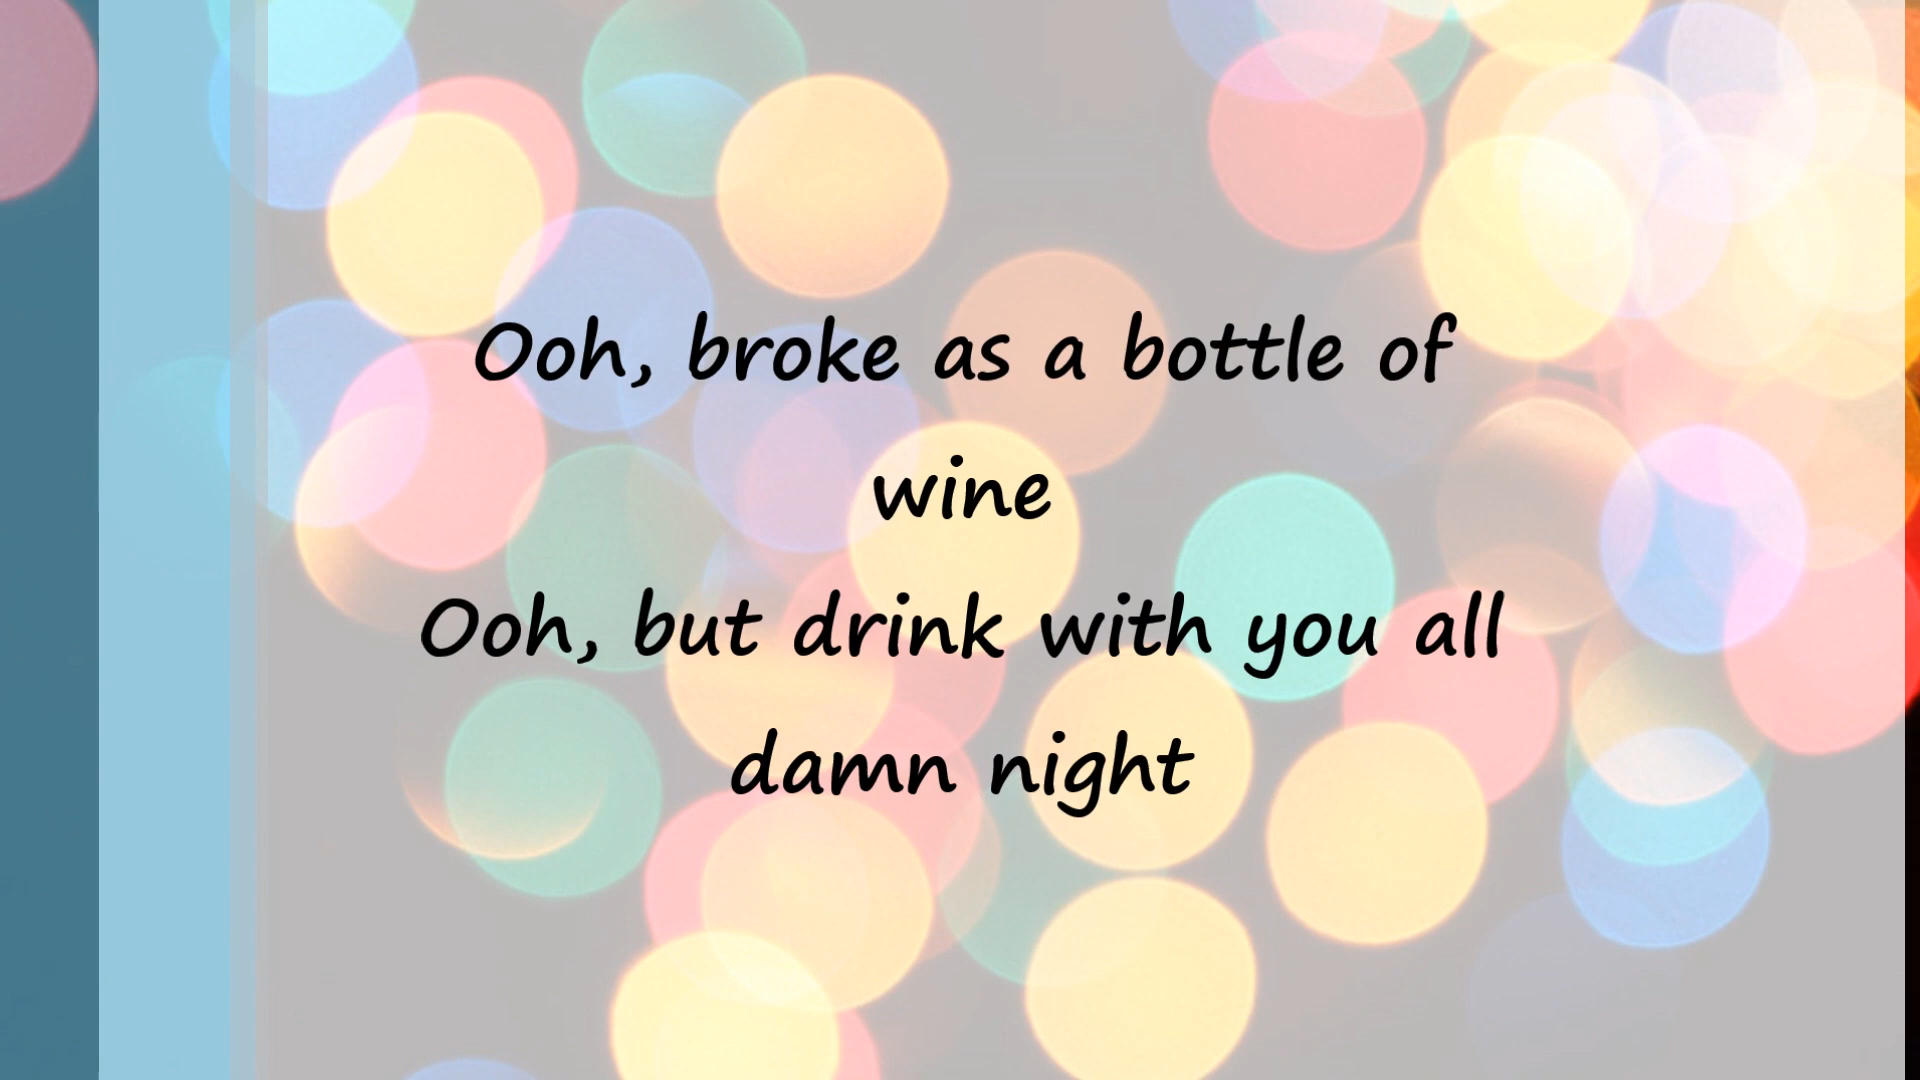 Ooh, broke as a bottle of
wine
Ooh, but drink with you all
damn night